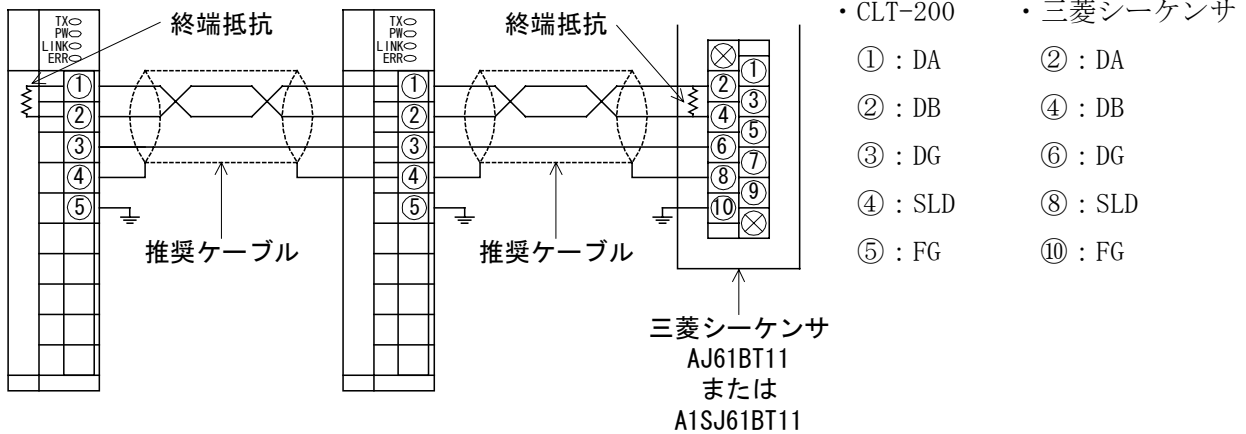 TX
PW
LINK
ERR
終端抵抗
①
②
③
④
⑤
推奨ケーブル
TX
PW
LINK
ERR
終端抵抗
①
②
③
④
⑤
推奨ケーブル
①
②
③
④
⑤
⑥
⑦
⑧
⑨
⑩
三菱シーケンサ
AJ61BT11
または
A1SJ61BT11
・CLT-200 ・三菱シーケンサ
①：DA ②：DA
②：DB ④：DB
③：DG ⑥：DG
④：SLD ⑧：SLD
⑤：FG ⑩：FG